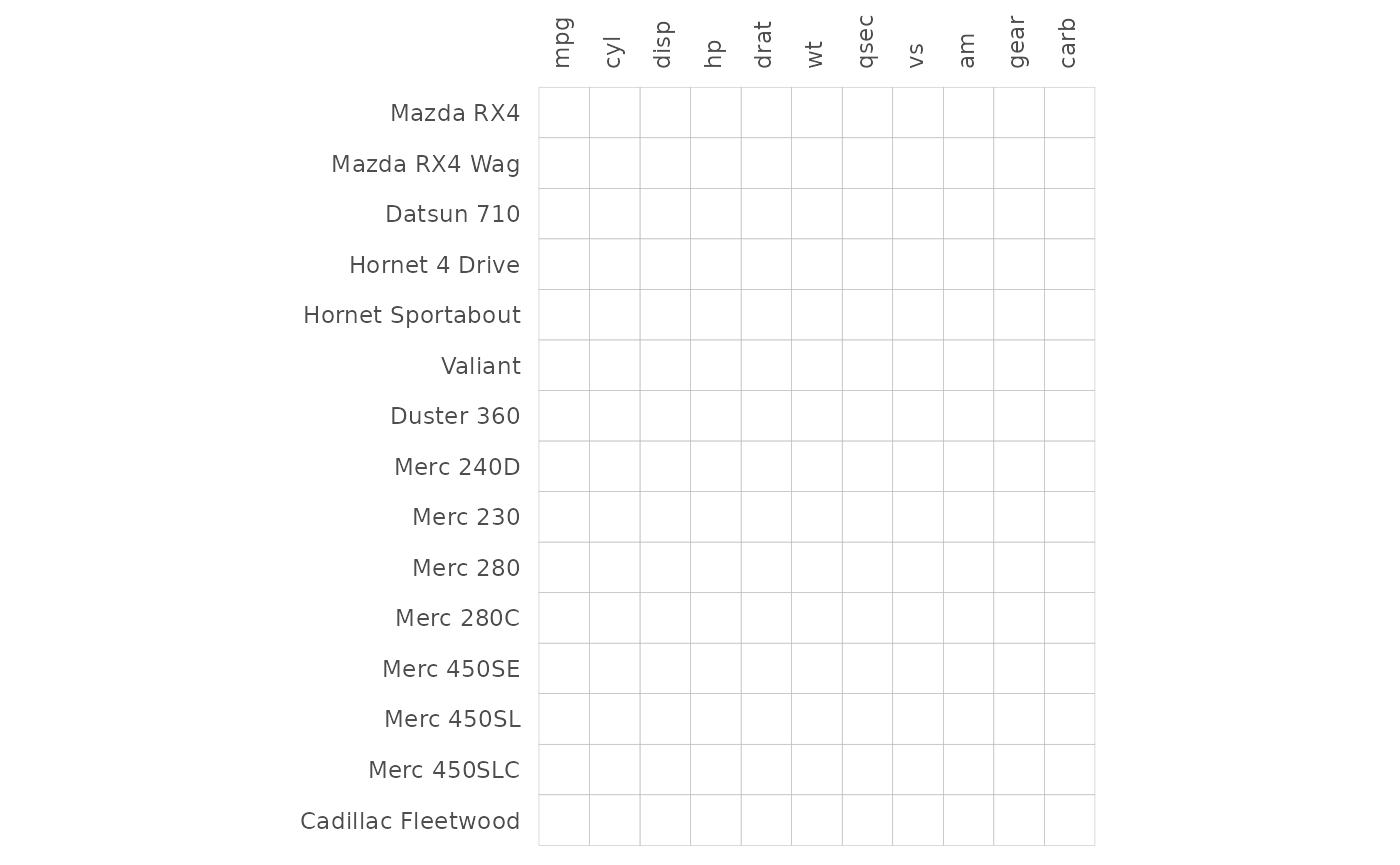 mpg cyl disp hp drat wt qsec vs am gear carb
Mazda RX4
Mazda RX4 Wag
Datsun 710
Hornet 4 Drive
Hornet Sportabout
Valiant
Duster 360
Merc 240D
Merc 230
Merc 280
Merc 280C
Merc 450SE
Merc 450SL
Merc 450SLC
Cadillac Fleetwood